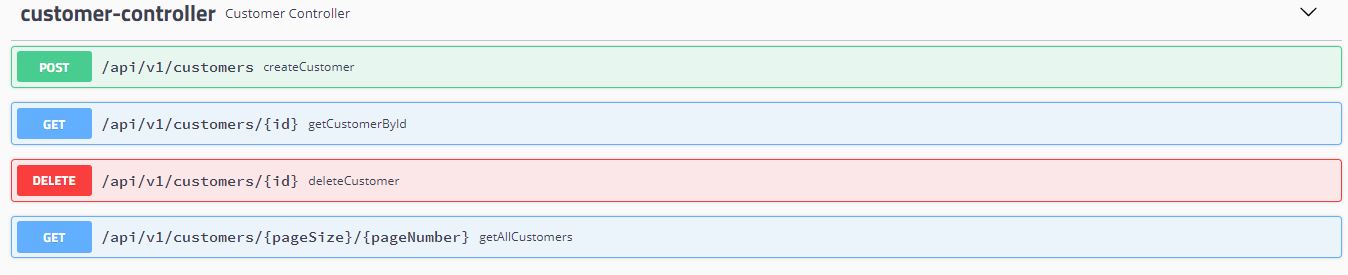 customer-controller Customer Controller
POST /api/v1/customers createCustomer
GET /api/v1/customers/{id} getCustomerById
DELETE /api/v1/customers/{id} deleteCustomer
GET /api/v1/customers/{pageSize}/{pageNumber} getAllCustomers